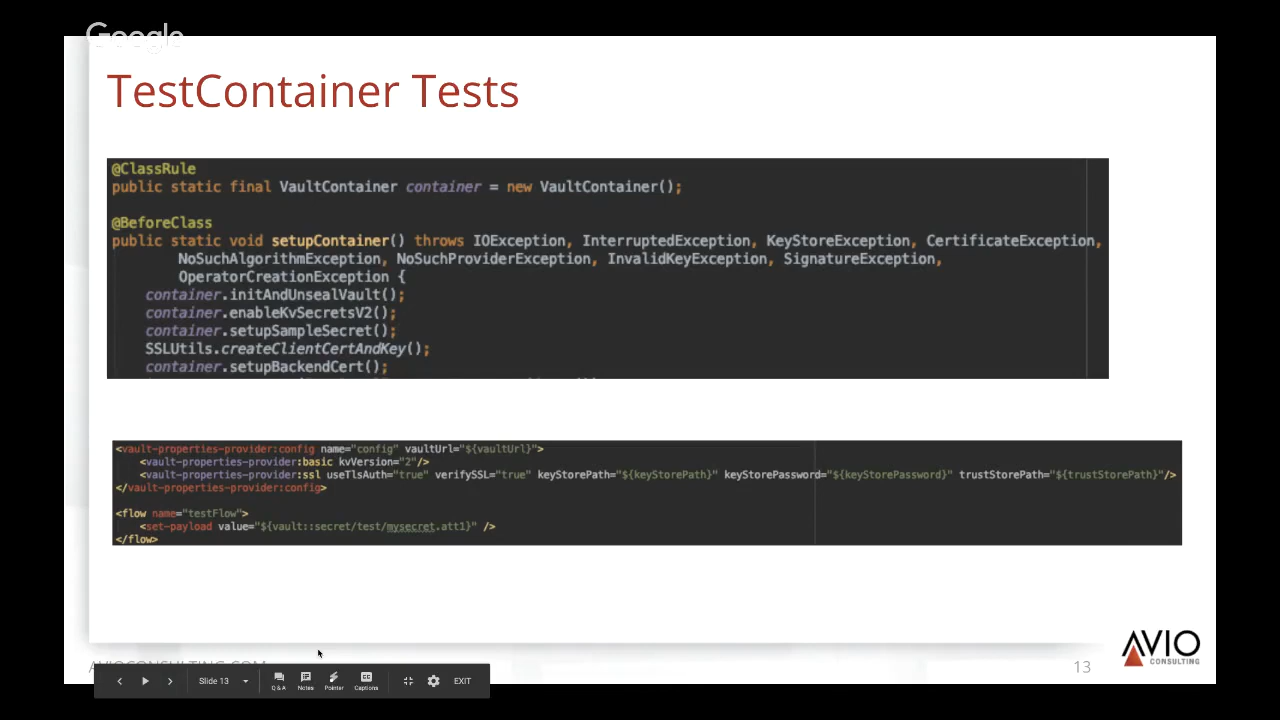 Google
TestContainer Tests
@ClassRule
public static final VaultContainer container = new VaultContainer();
@BeforeClass
public static void setupContainer() throws IOException, InterruptedException, KeyStoreException, CertificateException,
NoSuchAlgorithmException, NoSuchProviderException, InvalidKeyException, SignatureException,
OperatorCreationException {
container.initAndUnsealVault();
container.enableKvSecretsV2();
container.setupSampleSecret();
SSLUtils.createClientCertAndKey();
container.setupBackendCert();
<vault-properties-provider:config name="config" vaultUrl="${vaultUrl}">
<vault-properties-provider:basic kvVersion="2"/>
<vault-properties-provider:ssl useTlsAuth="true" verifySSL="true" keyStorePath="${keyStorePath}" keyStorePassword="${keyStorePassword}" trustStorePath="${trustStorePath}"/>
</vault-properties-provider:config>
<flow name="testFlow">
<set-payload value="${vault::secret/test/mysecret.att1}" />
</flow>
AVIO
CONSULTING
AVIOCONSULTING.COM
13
Slide 13
Q & A
Notes
Pointer
Captions
EXIT